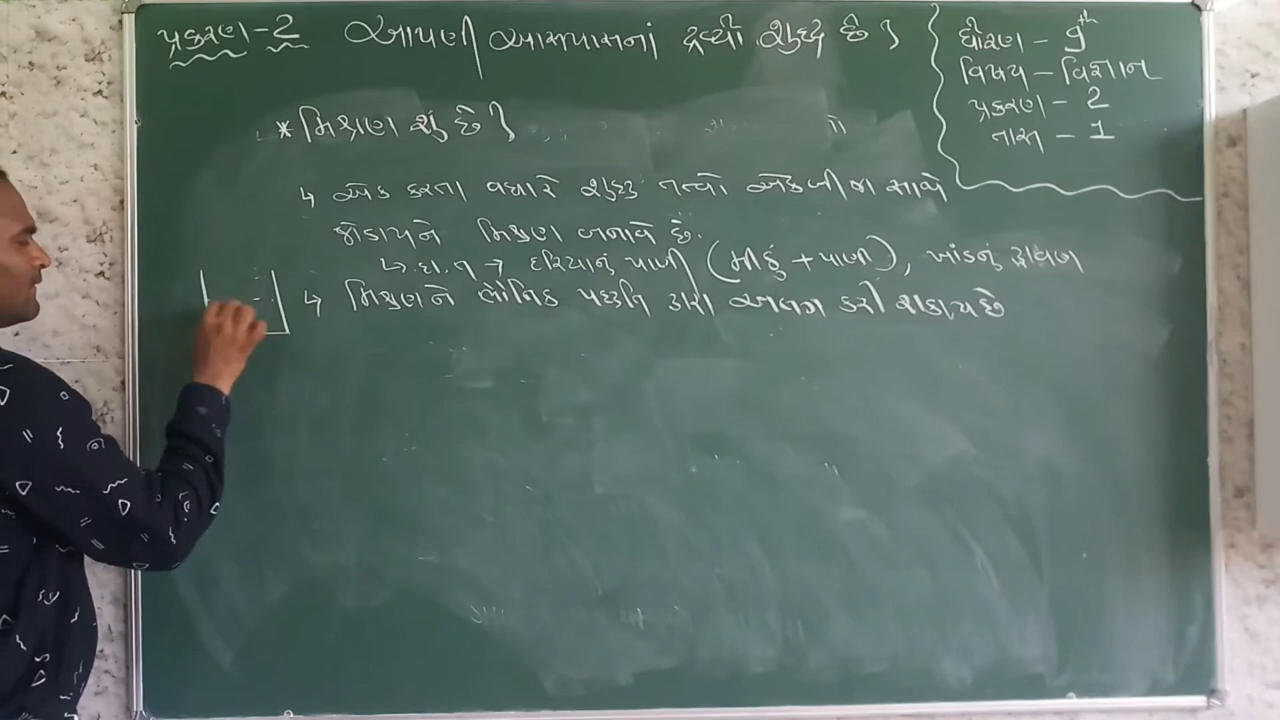 પ્રકરણ-2 આપણી આસપાસનાં દ્રવ્યો શુદ્ધ છે?
ધોરણ - 9th
વિષય - વિજ્ઞાન
પ્રકરણ - 2
તાસ - 1
* મિશ્રણ શું છે?
↳ એક કરતા વધારે શુદ્ધ તત્વો એકબીજા સાથે
જોડાયને મિશ્રણ બનાવે છે.
↳ દા.ત → દરિયાનું પાણી (મીઠું + પાણી), ખાંડનું દ્રાવણ
↳ મિશ્રણને ભૌતિક પદ્ધતિ દ્વારા અલગ કરી શકાય છે